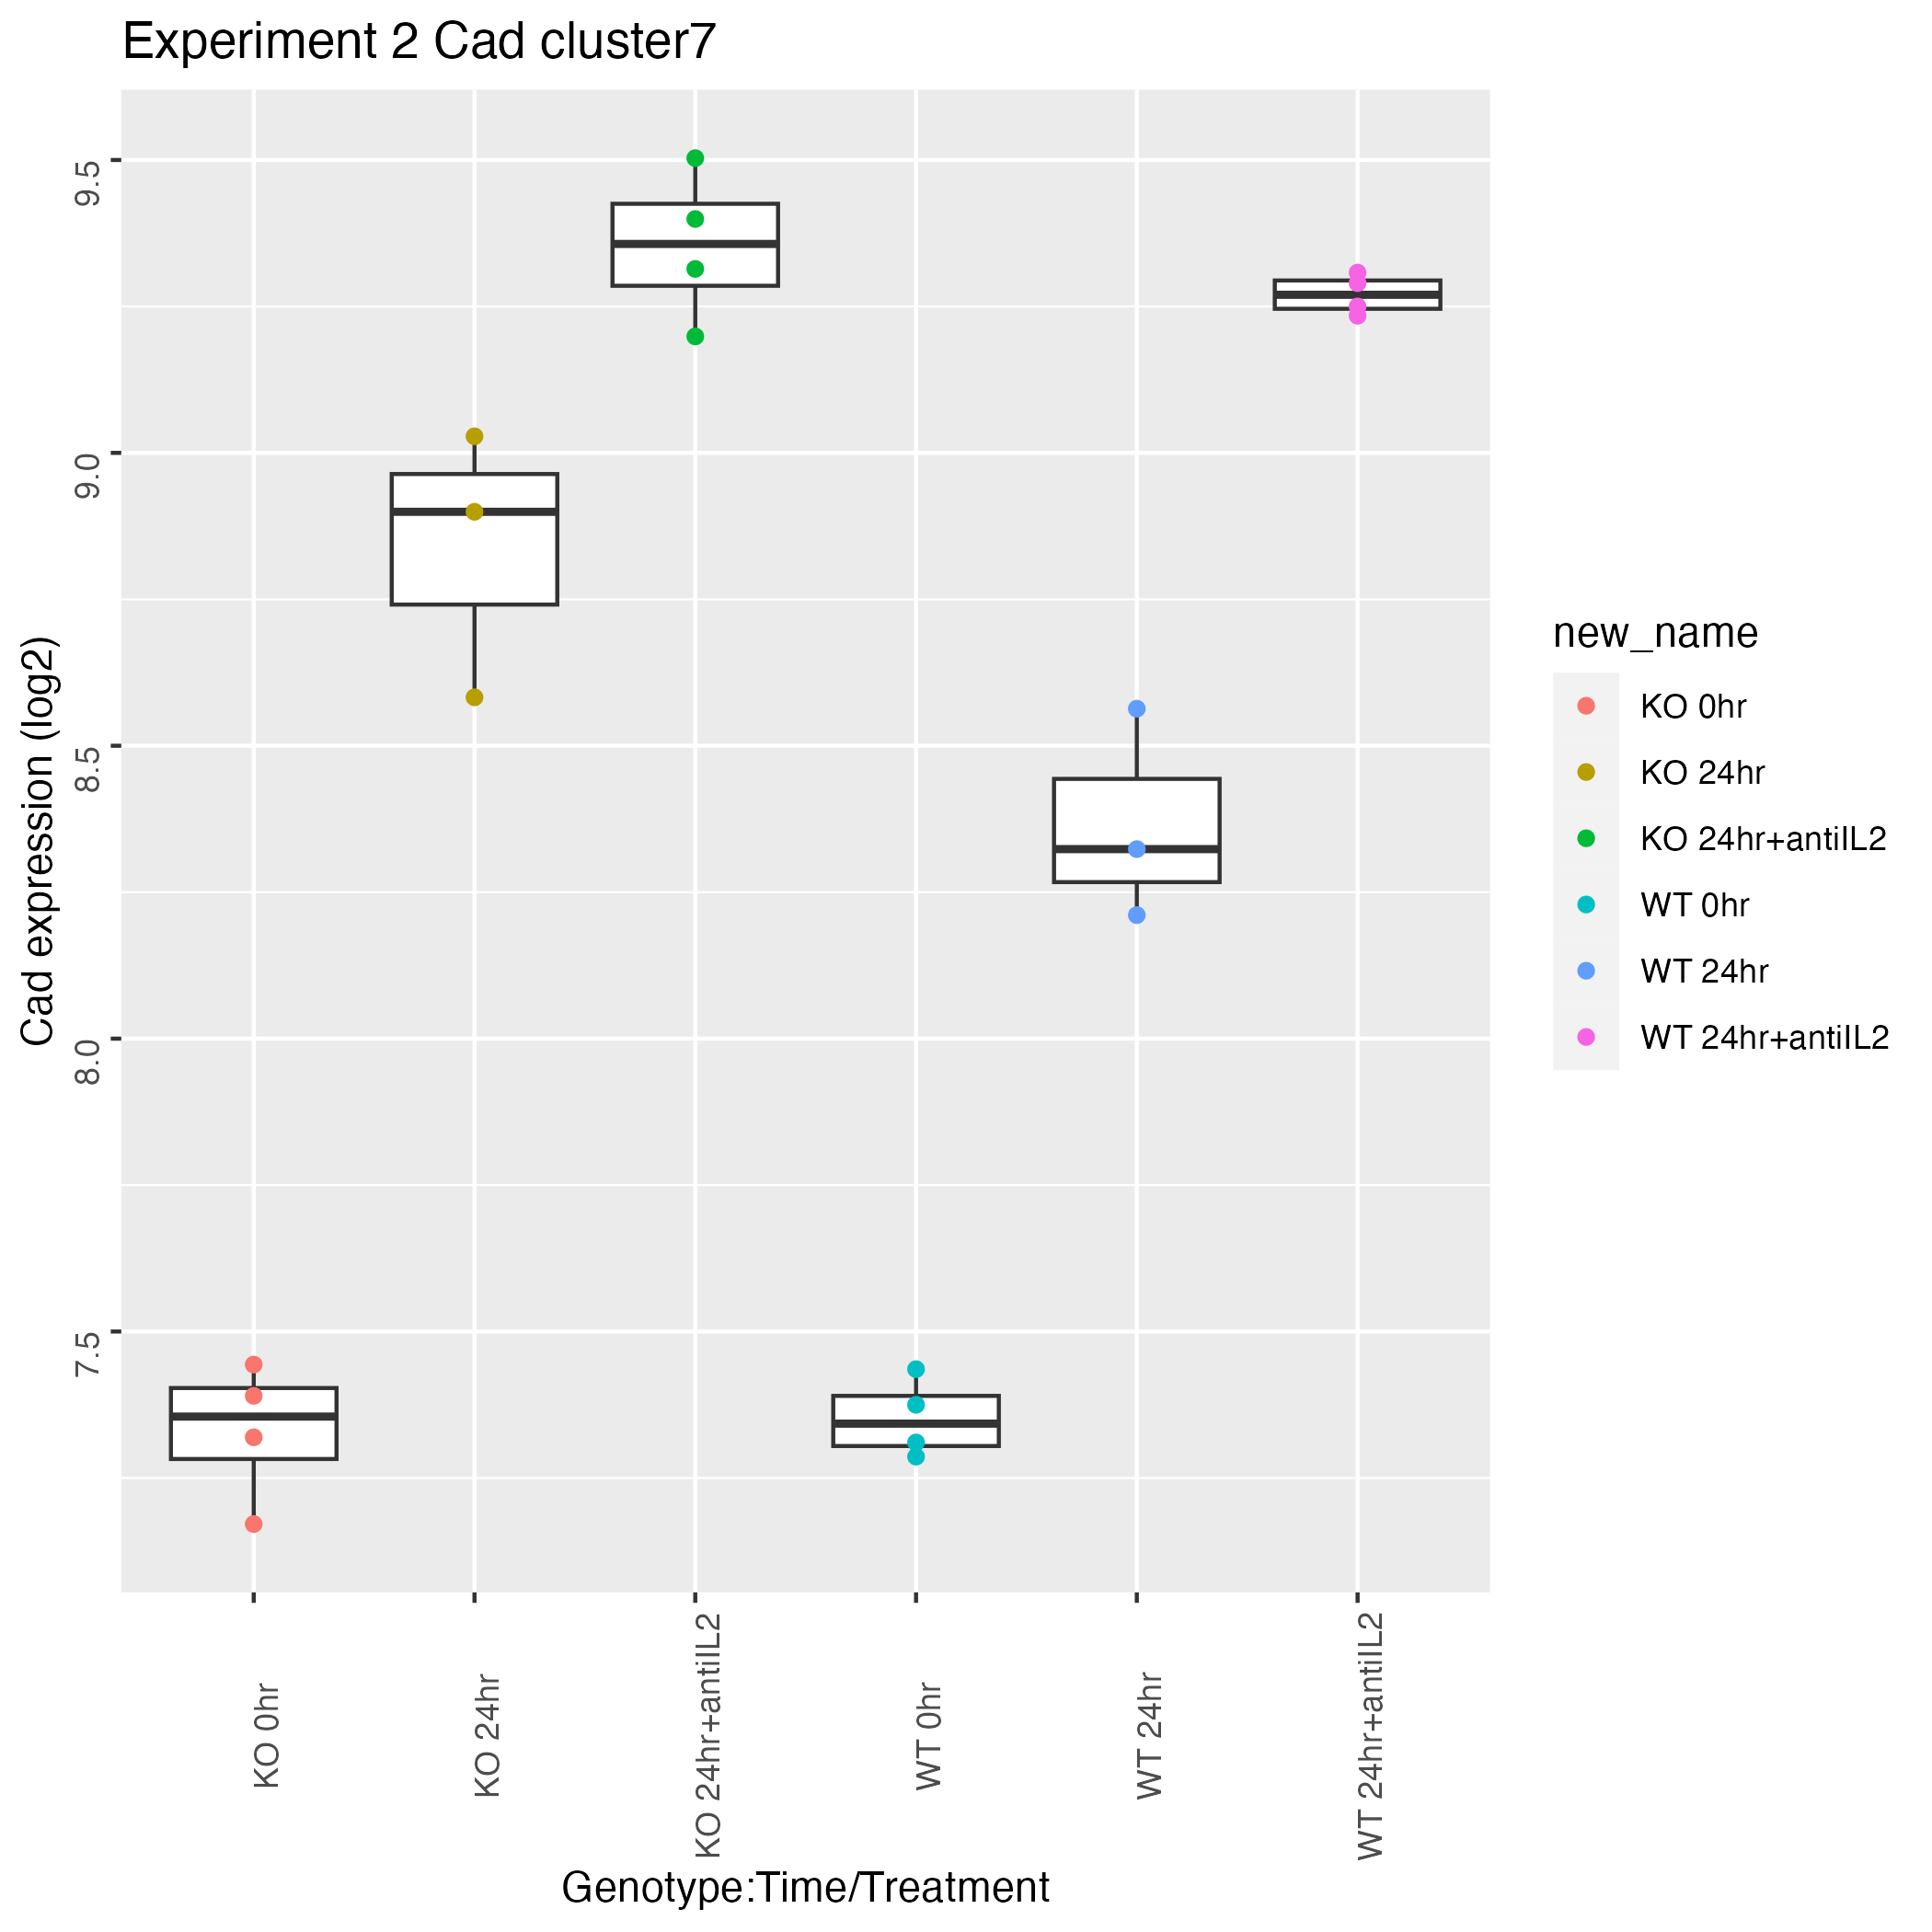 Experiment 2 Cad cluster7
Cad expression (log2)
9.5
9.0
8.5
8.0
7.5
KO 0hr
KO 24hr
KO 24hr+antiIL2
WT 0hr
WT 24hr
WT 24hr+antiIL2
Genotype:Time/Treatment
new_name
KO 0hr
KO 24hr
KO 24hr+antiIL2
WT 0hr
WT 24hr
WT 24hr+antiIL2